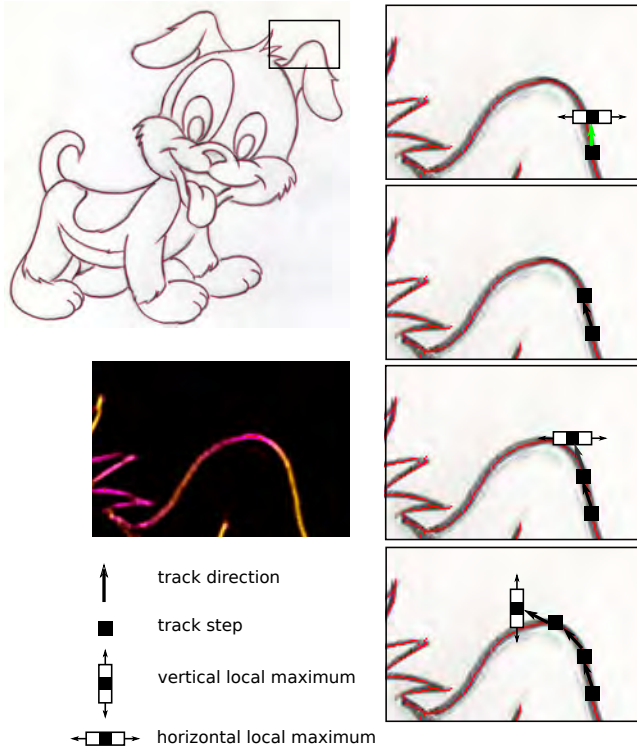 track direction
track step
vertical local maximum
horizontal local maximum